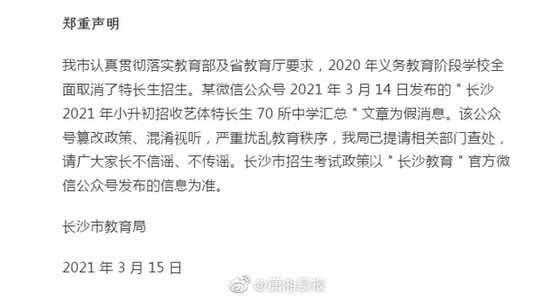 郑重声明
我市认真贯彻落实教育部及省教育厅要求，2020 年义务教育阶段学校全
面取消了特长生招生。某微信公众号 2021 年 3 月 14 日发布的＂长沙
2021 年小升初招收艺体特长生 70 所中学汇总＂文章为假消息。该公众
号篡改政策、混淆视听，严重扰乱教育秩序，我局已提请相关部门查处，
请广大家长不信谣、不传谣。长沙市招生考试政策以＂长沙教育＂官方微
信公众号发布的信息为准。
长沙市教育局
2021 年 3 月 15 日
@潇湘晨报